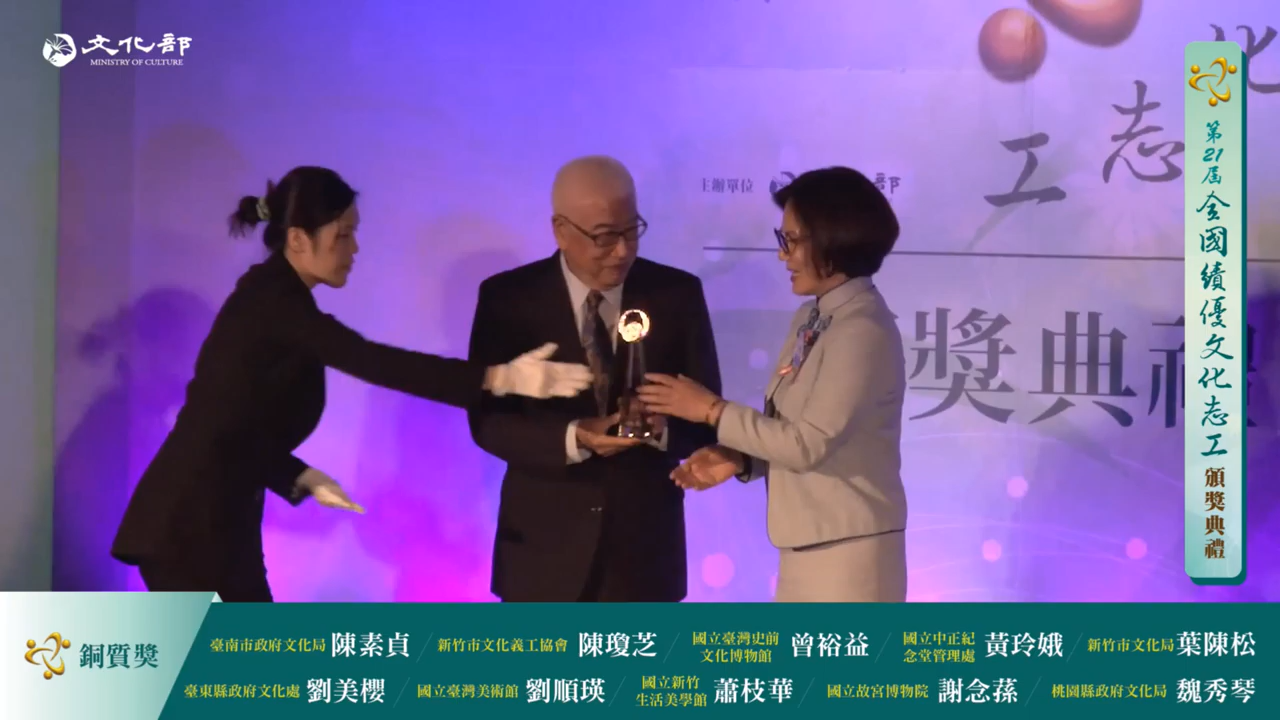 文化部
MINISTRY OF CULTURE
主辦單位
部
化
志
工
獎典禮
第21屆全國績優文化志工頒獎典禮
銅質獎
臺南市政府文化局 陳素貞
新竹市文化義工協會 陳瓊芝
國立臺灣史前
文化博物館 曾裕益
國立中正紀
念堂管理處 黃玲娥
新竹市文化局 葉陳松
臺東縣政府文化處 劉美櫻
國立臺灣美術館 劉順瑛
國立新竹
生活美學館 蕭枝華
國立故宮博物院 謝念蓀
桃園縣政府文化局 魏秀琴